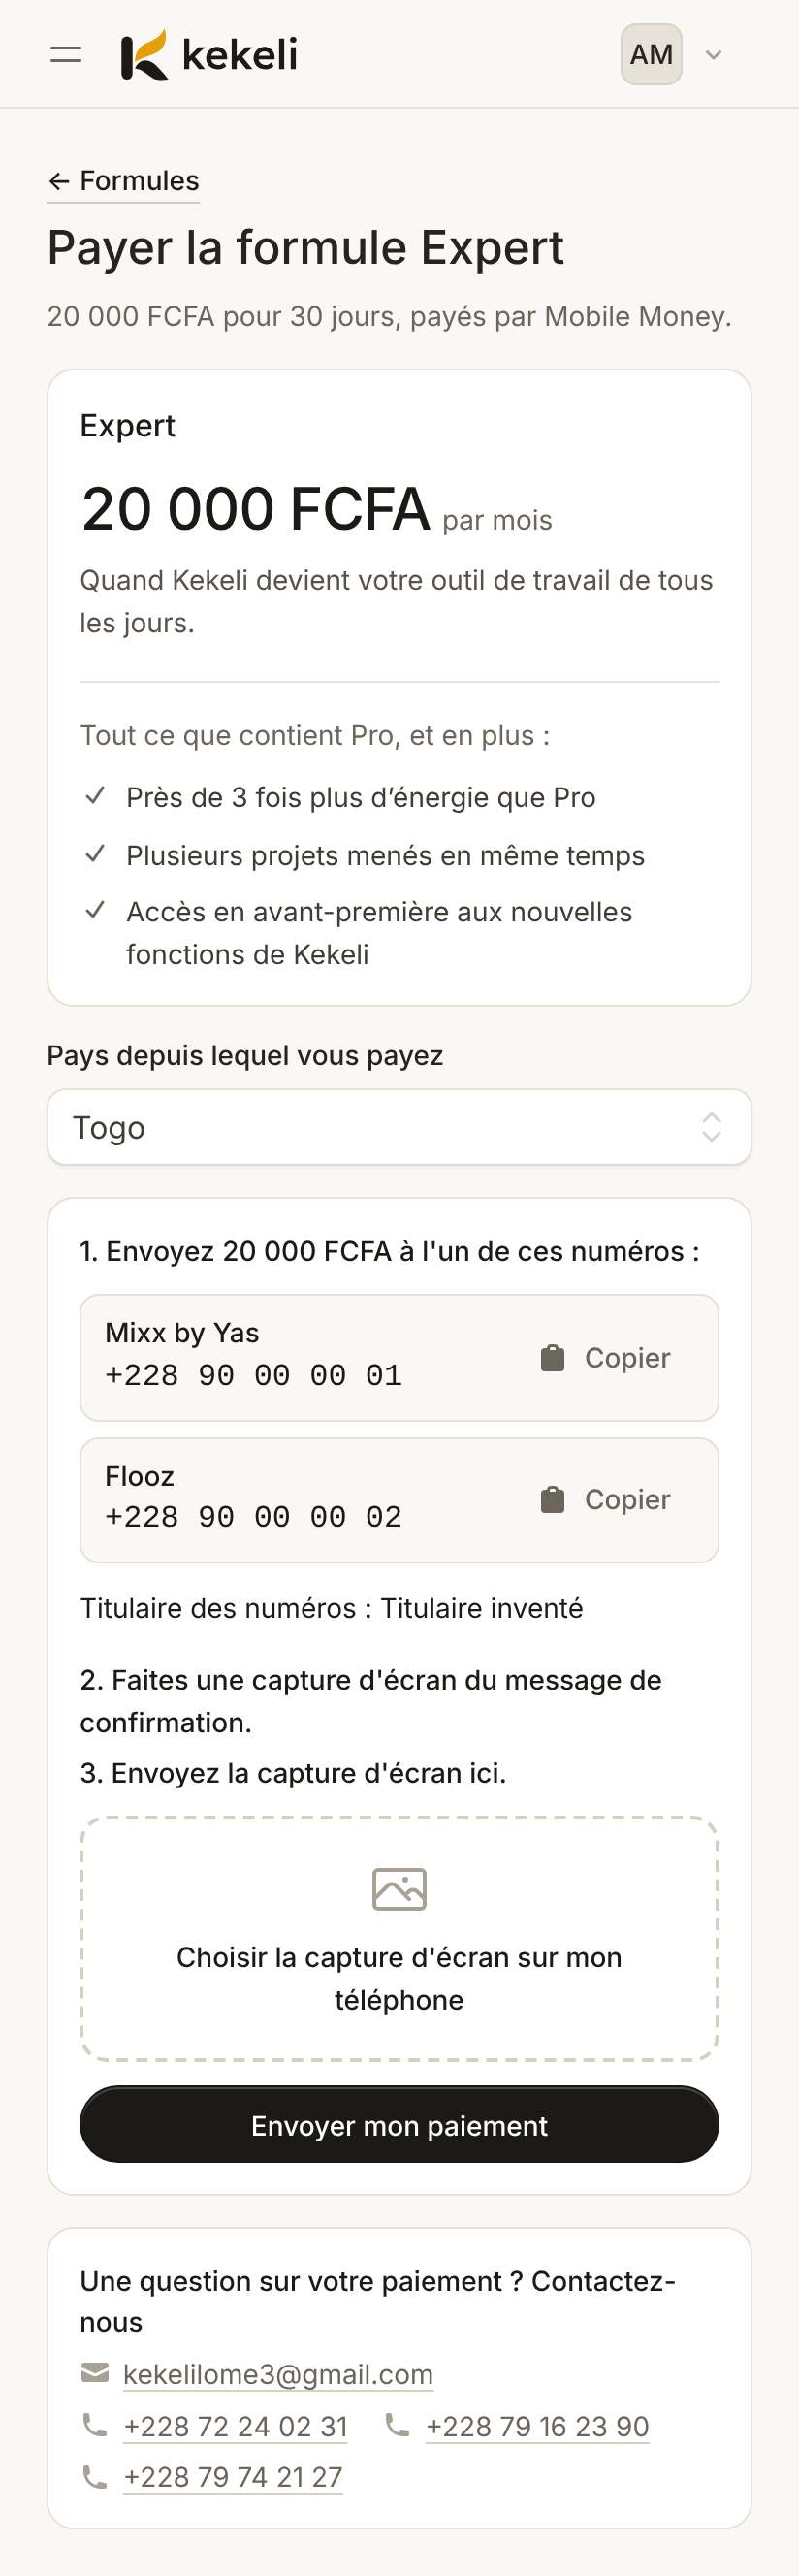 kekeli
AM
← Formules
Payer la formule Expert
20 000 FCFA pour 30 jours, payés par Mobile Money.
Expert
20 000 FCFA par mois
Quand Kekeli devient votre outil de travail de tous
les jours.
Tout ce que contient Pro, et en plus :
Près de 3 fois plus d’énergie que Pro
Plusieurs projets menés en même temps
Accès en avant-première aux nouvelles
fonctions de Kekeli
Pays depuis lequel vous payez
Togo
1. Envoyez 20 000 FCFA à l'un de ces numéros :
Mixx by Yas
+228 90 00 00 01
Copier
Flooz
+228 90 00 00 02
Copier
Titulaire des numéros : Titulaire inventé
2. Faites une capture d'écran du message de
confirmation.
3. Envoyez la capture d'écran ici.
Choisir la capture d'écran sur mon
téléphone
Envoyer mon paiement
Une question sur votre paiement ? Contactez-
nous
kekelilome3@gmail.com
+228 72 24 02 31 +228 79 16 23 90
+228 79 74 21 27